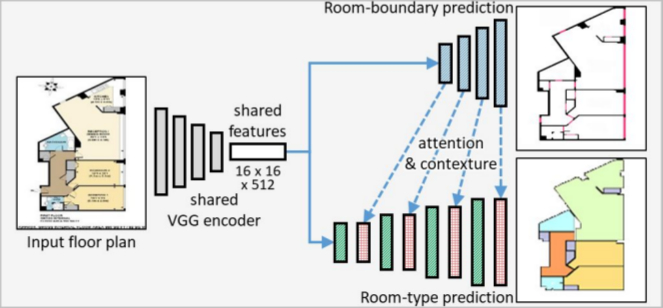 Room-boundary prediction
shared
features
16 x 16
x 512
attention
& contexture
shared
VGG encoder
Input floor plan
Room-type prediction